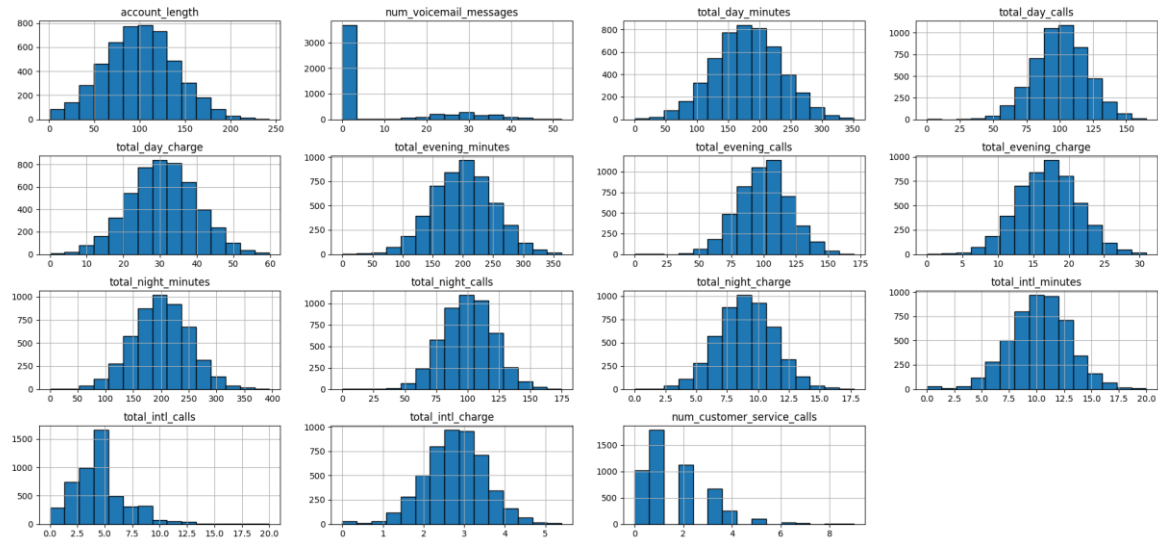 account_length
num_voicemail_messages
total_day_minutes
total_day_calls
800
600
400
200
0
0 50 100 150 200 250
3000
2000
1000
0
0 10 20 30 40 50
800
600
400
200
0
0 50 100 150 200 250 300 350
1000
750
500
250
0
0 50 100 150
total_day_charge
total_evening_minutes
total_evening_calls
total_evening_charge
800
600
400
200
0
0 10 20 30 40 50 60
1000
750
500
250
0
0 50 100 150 200 250 300 350
1000
750
500
250
0
0 25 50 75 100 125 150 175
1000
750
500
250
0
0 5 10 15 20 25 30
total_night_minutes
total_night_calls
total_night_charge
total_intl_minutes
1000
750
500
250
0
0 100 200 300 400
1000
750
500
250
0
0 25 50 75 100 125 150 175
1000
750
500
250
0
0.0 2.5 5.0 7.5 10.0 12.5 15.0 17.5
1000
750
500
250
0
0.0 2.5 5.0 7.5 10.0 12.5 15.0 17.5 20.0
total_intl_calls
total_intl_charge
num_customer_service_calls
1500
1000
500
0
0.0 2.5 5.0 7.5 10.0 12.5 15.0 17.5 20.0
1000
750
500
250
0
0 1 2 3 4 5
1500
1000
500
0
0 2 4 6 8